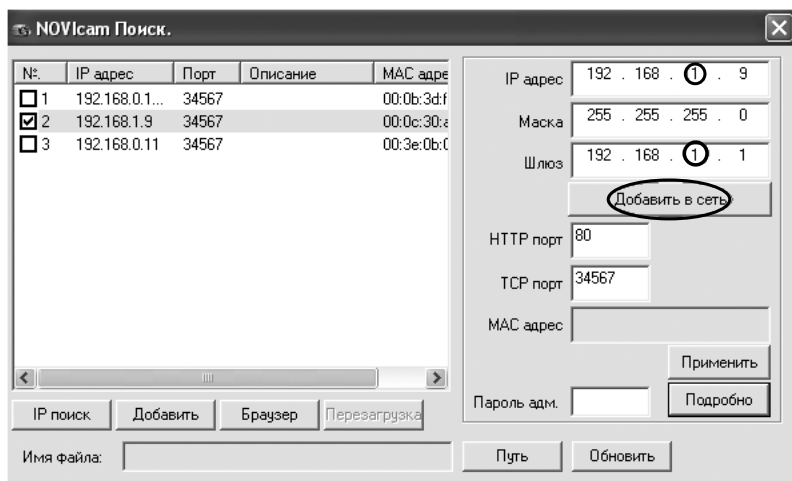 NOVIcam Поиск.
№. IP адрес Порт Описание MAC адре
1 192.168.0.1... 34567 00:0b:3d:f
2 192.168.1.9 34567 00:0c:30:a
3 192.168.0.11 34567 00:3e:0b:0
IP адрес 192 . 168 . 1 . 9
Маска 255 . 255 . 255 . 0
Шлюз 192 . 168 . 1 . 1
Добавить в сеть
HTTP порт 80
TCP порт 34567
MAC адрес
Применить
Пароль адм. Подробно
IP поиск Добавить Браузер Перезагрузка
Имя файла: Путь Обновить